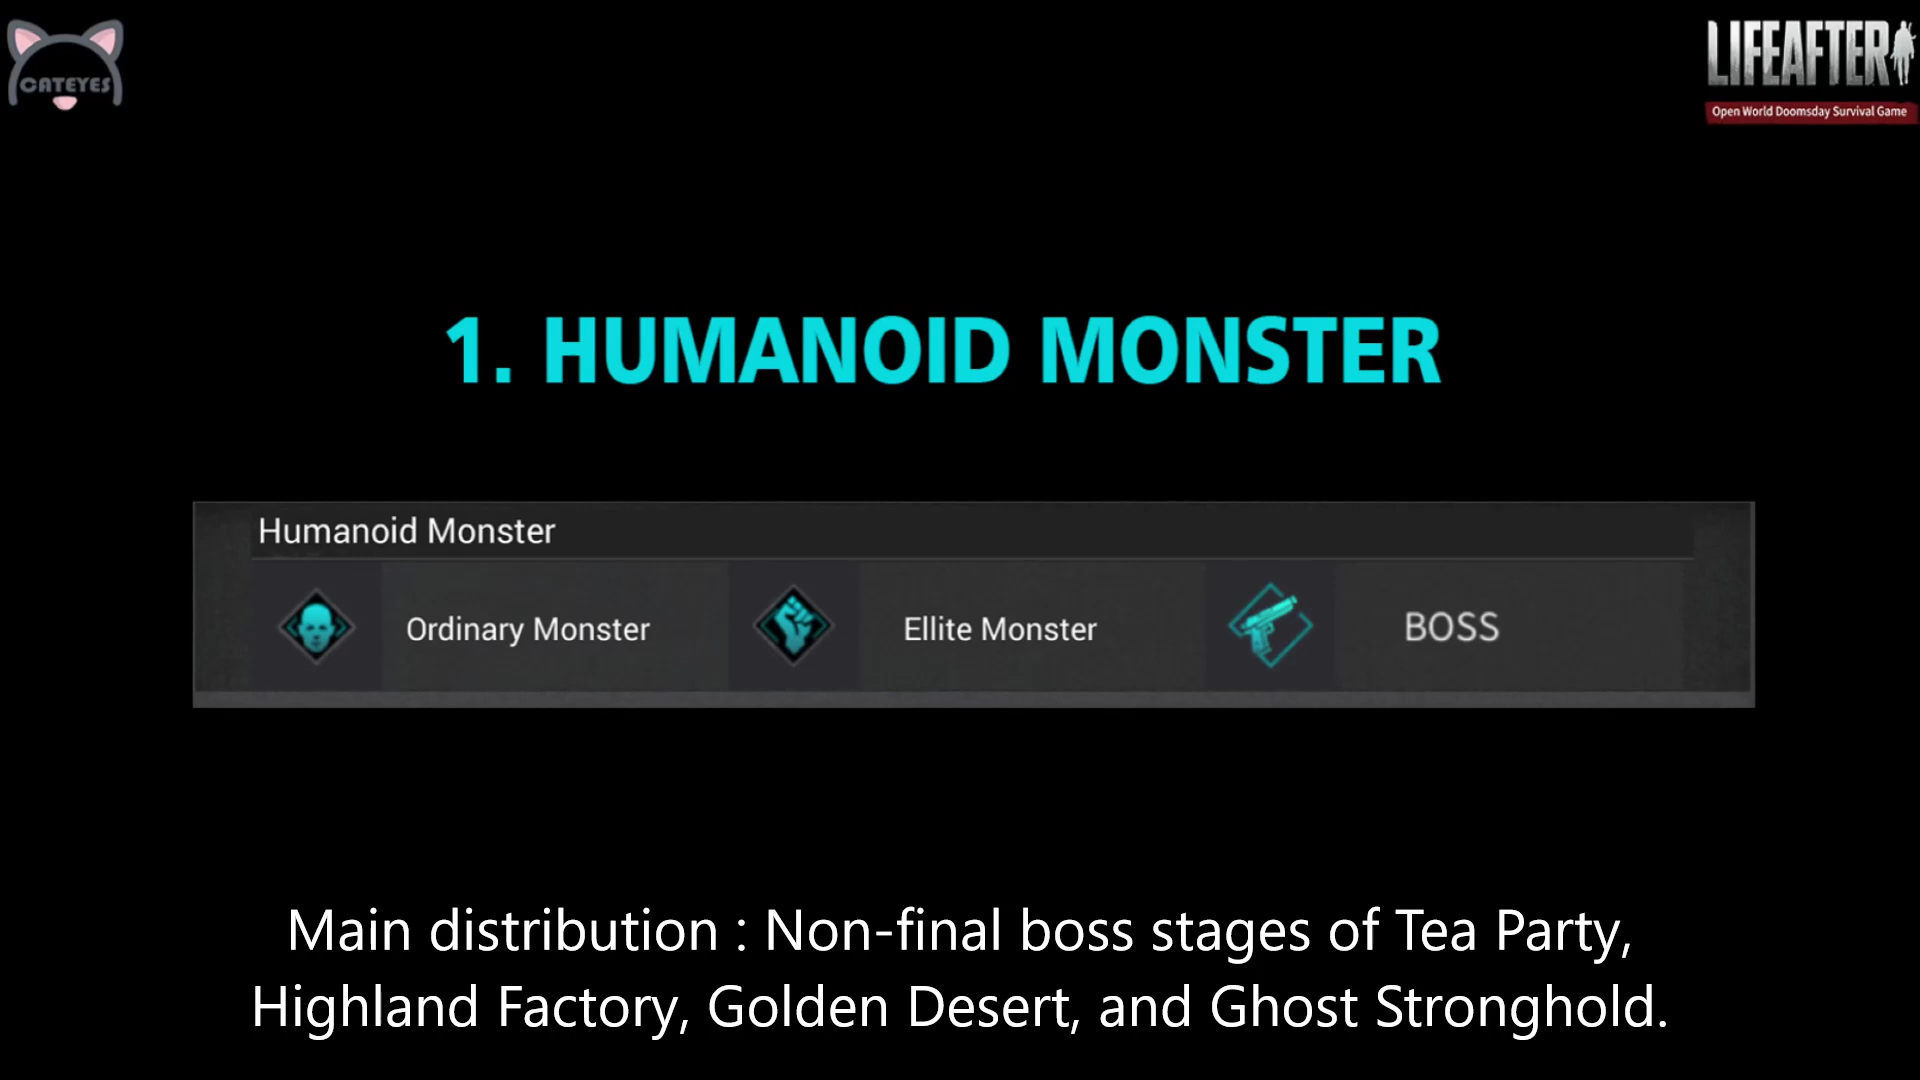 CATEYES
LIFEAFTER
Open World Doomsday Survival Game
1. HUMANOID MONSTER
Humanoid Monster
Ordinary Monster
Ellite Monster
BOSS
Main distribution : Non-final boss stages of Tea Party,
Highland Factory, Golden Desert, and Ghost Stronghold.